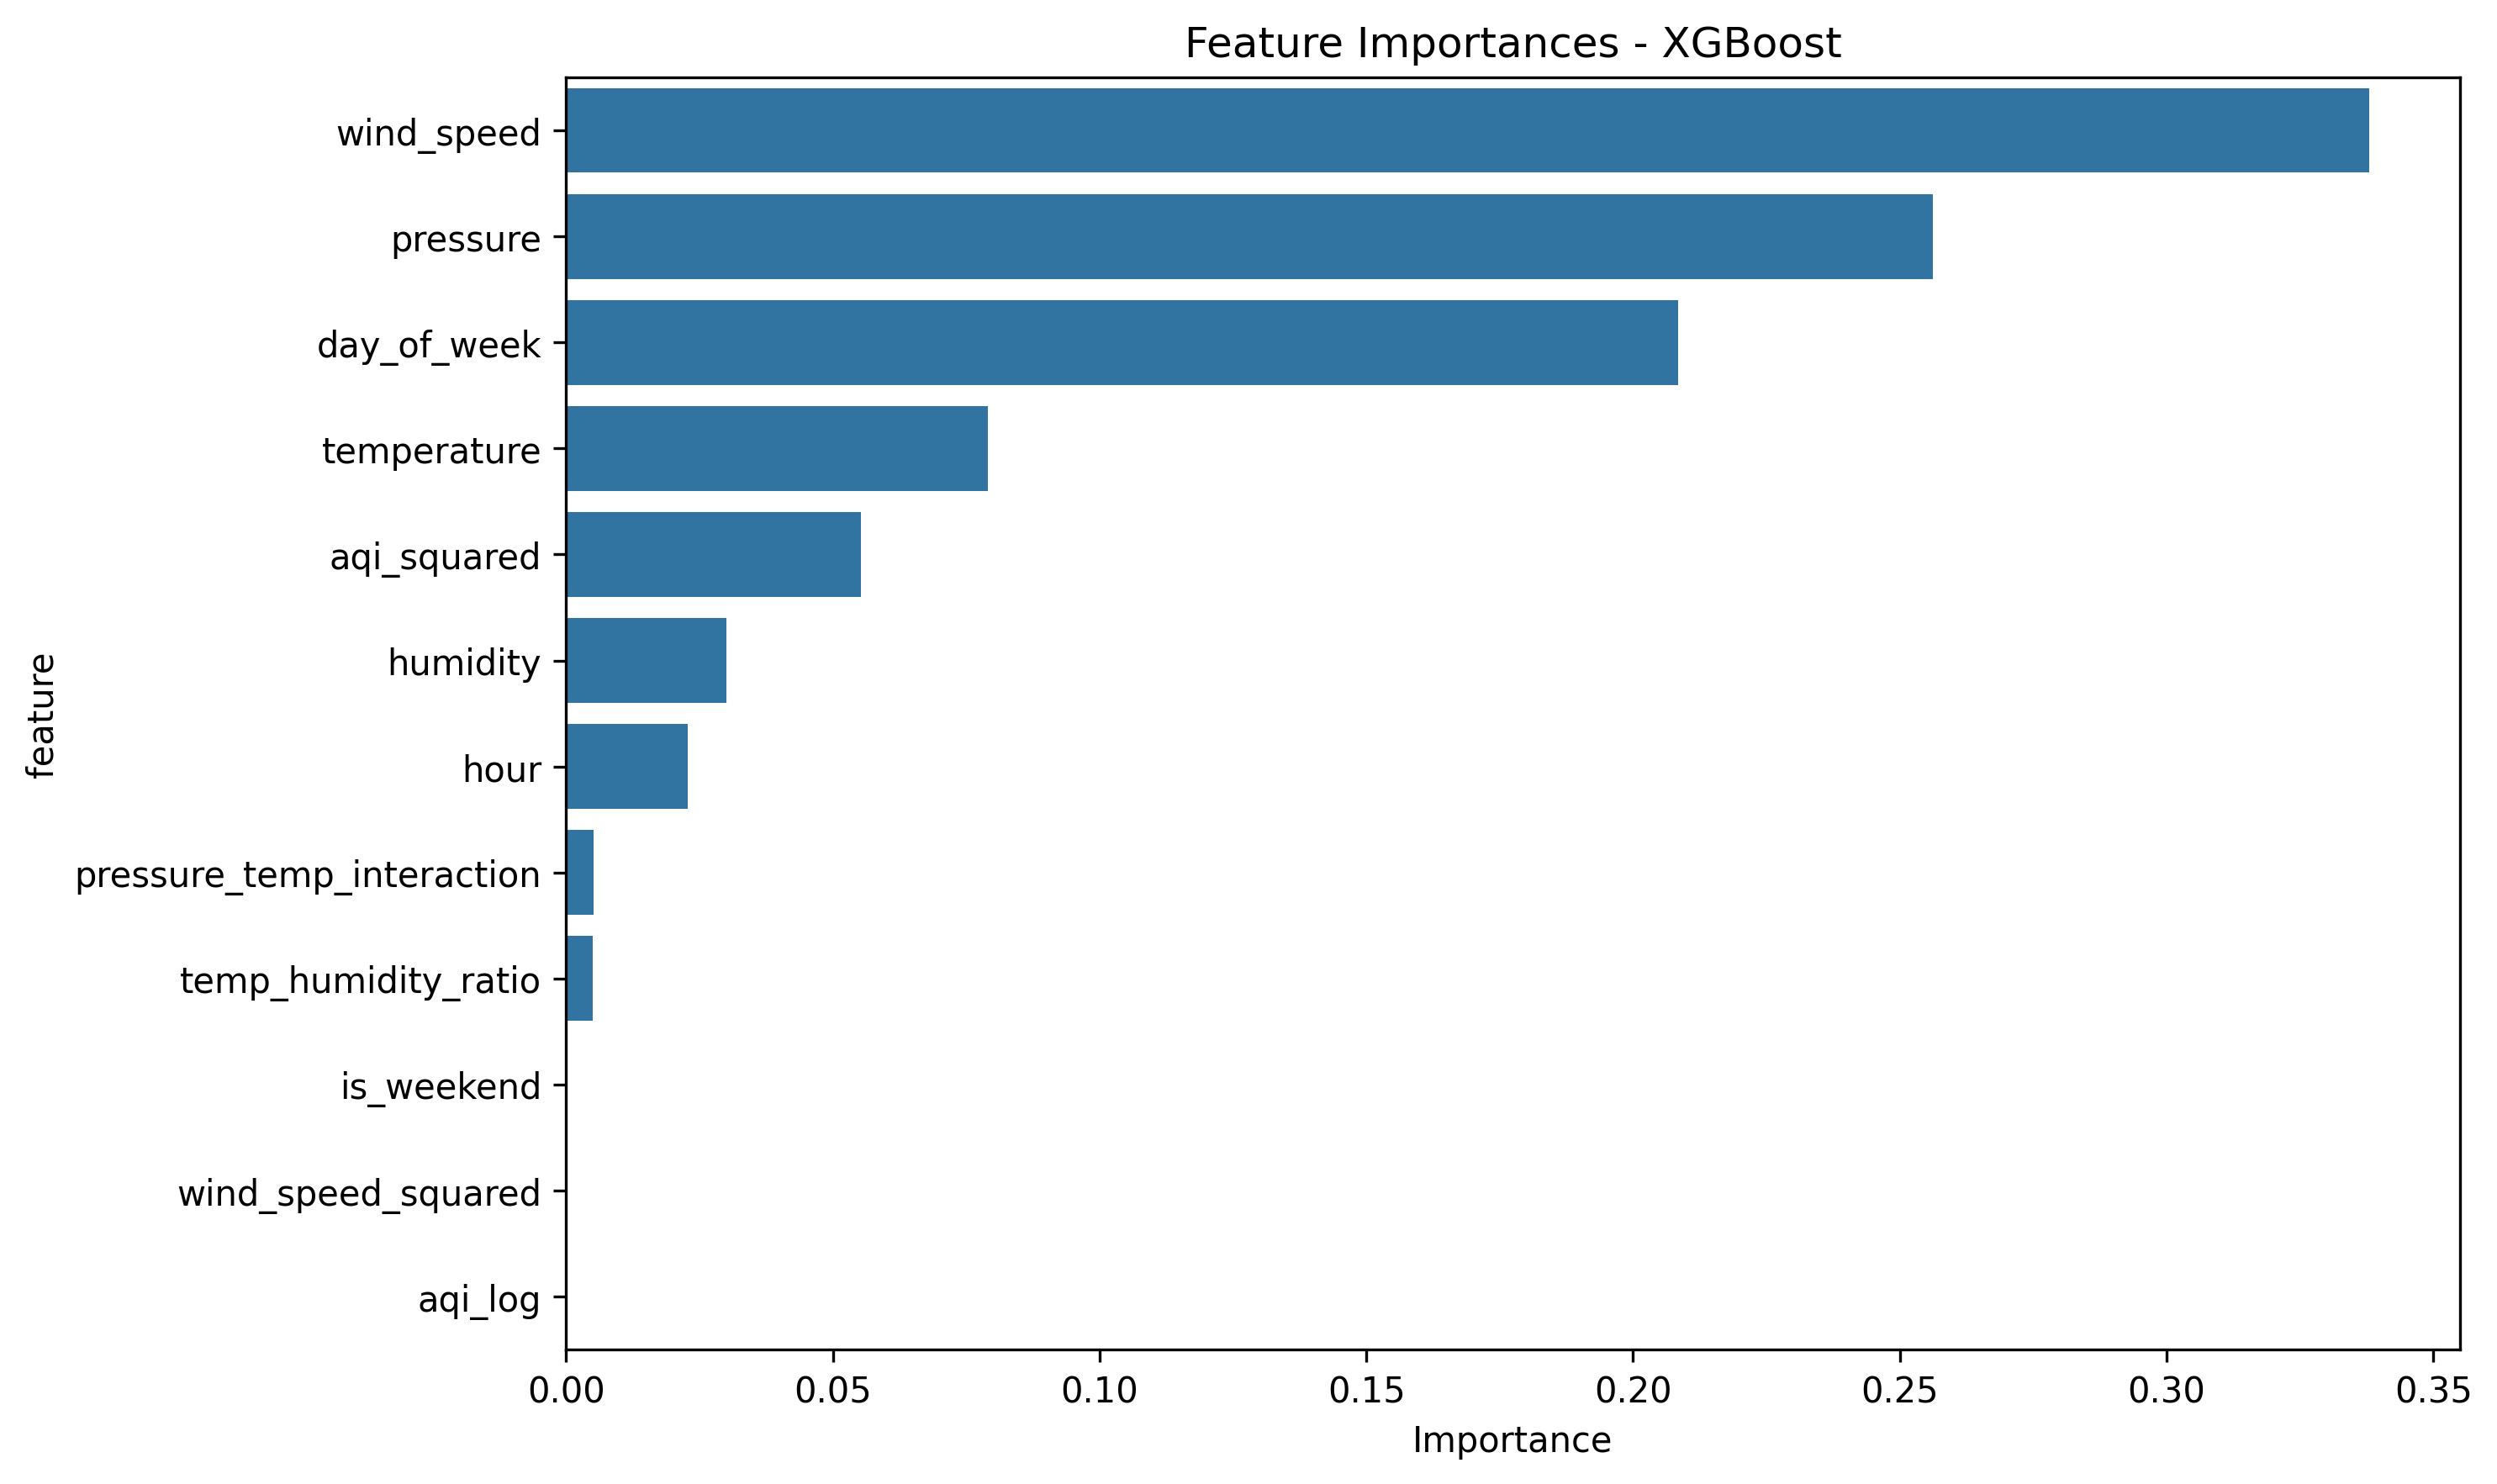 Feature Importances - XGBoost
feature
wind_speed
pressure
day_of_week
temperature
aqi_squared
humidity
hour
pressure_temp_interaction
temp_humidity_ratio
is_weekend
wind_speed_squared
aqi_log
0.00 0.05 0.10 0.15 0.20 0.25 0.30 0.35
Importance